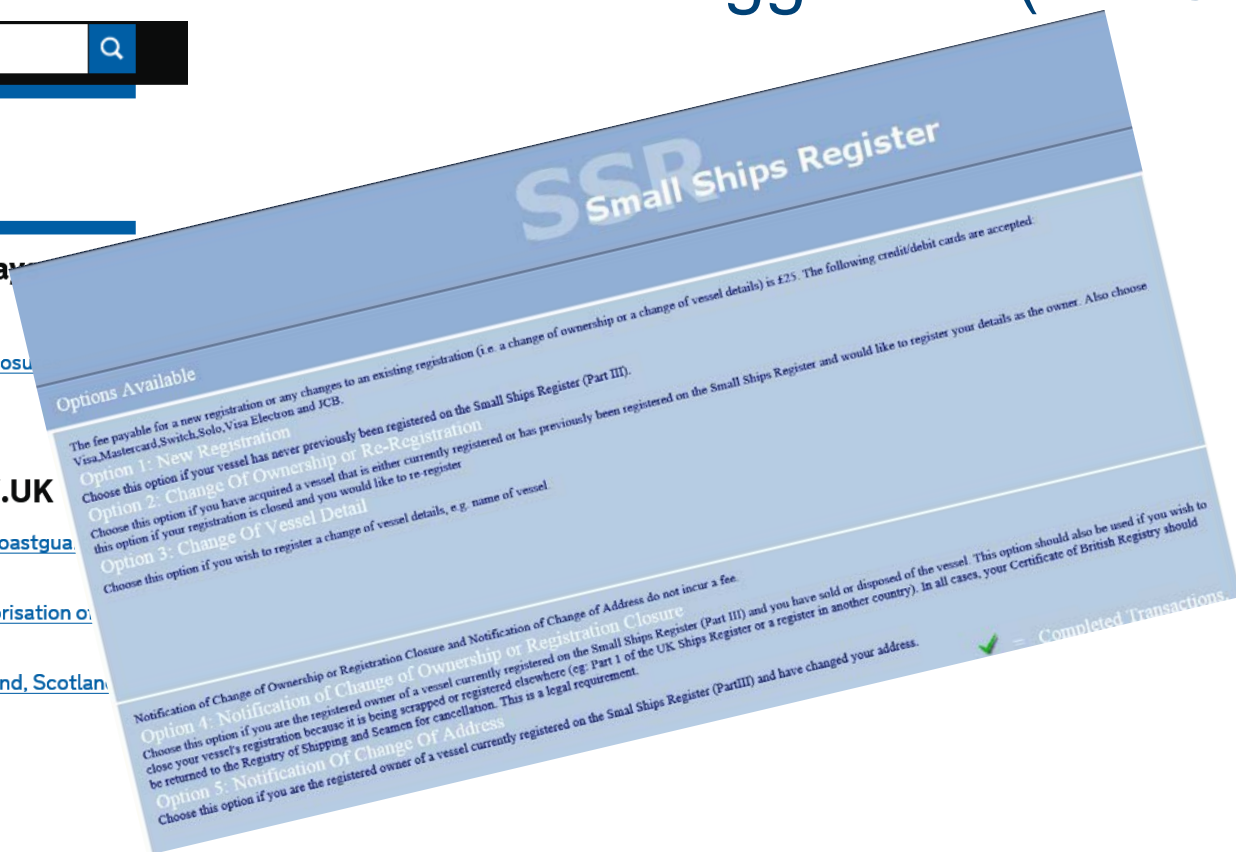 SSR
Small Ships Register
.UK
oastgua
risation of
nd, Scotlan
Options Available
The fee payable for a new registration or any changes to an existing registration (i.e. a change of ownership or a change of vessel details) is £25. The following credit/debit cards are accepted:
Visa,Mastercard,Switch,Solo,Visa Electron and JCB.
Option 1: New Registration
Choose this option if your vessel has never previously been registered on the Small Ships Register (Part III).
Option 2: Change Of Ownership or Re-Registration
Choose this option if you have acquired a vessel that is either currently registered or has previously been registered on the Small Ships Register and would like to register your details as the owner. Also choose
this option if your registration is closed and you would like to re-register
Option 3: Change Of Vessel Detail
Choose this option if you wish to register a change of vessel details, e.g. name of vessel.
Notification of Change of Ownership or Registration Closure and Notification of Change of Address do not incur a fee.
Option 4: Notification of Change of Ownership or Registration Closure
Choose this option if you are the registered owner of a vessel currently registered on the Small Ships Register (Part III) and you have sold or disposed of the vessel. This option should also be used if you wish to
close your vessel's registration because it is being scrapped or registered elsewhere (eg: Part 1 of the UK Ships Register or a register in another country). In all cases, your Certificate of British Registry should
be returned to the Registry of Shipping and Seamen for cancellation. This is a legal requirement.
Option 5: Notification Of Change Of Address
Choose this option if you are the registered owner of a vessel currently registered on the Smal Ships Register (PartIII) and have changed your address.
= Completed Transactions.